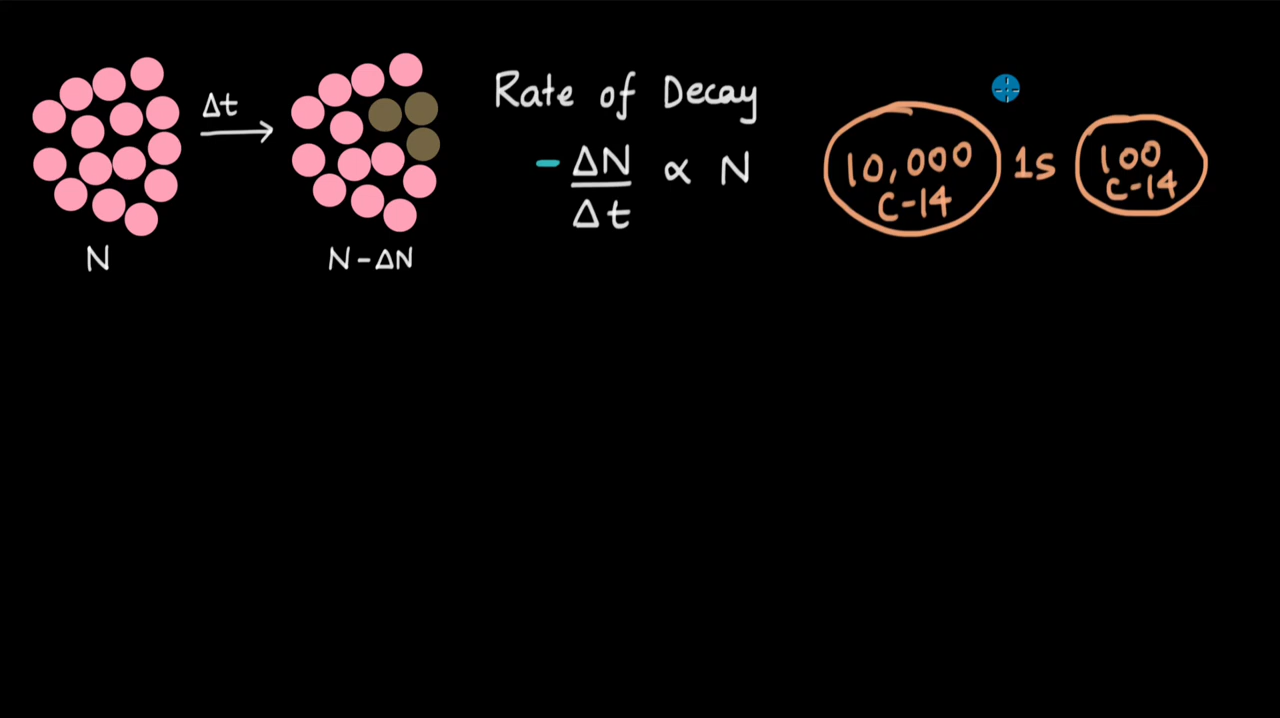 Δt
N
N - ΔN
Rate of Decay
- ΔN / Δt ∝ N
10,000
C-14
1s
100
C-14